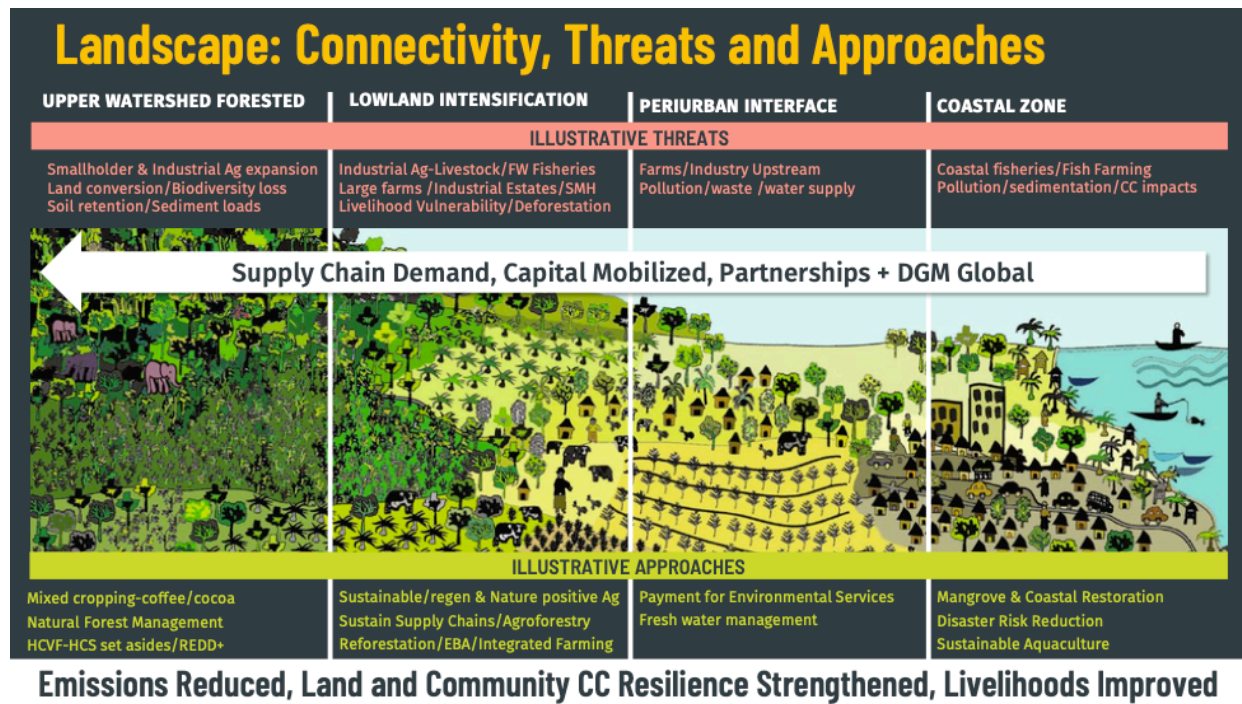 Landscape: Connectivity, Threats and Approaches
UPPER WATERSHED FORESTED
LOWLAND INTENSIFICATION
PERIURBAN INTERFACE
COASTAL ZONE
ILLUSTRATIVE THREATS
Smallholder & Industrial Ag expansion
Land conversion/Biodiversity loss
Soil retention/Sediment loads
Industrial Ag-Livestock/FW Fisheries
Large farms /Industrial Estates/SMH
Livelihood Vulnerability/Deforestation
Farms/Industry Upstream
Pollution/waste /water supply
Coastal fisheries/Fish Farming
Pollution/sedimentation/CC impacts
Supply Chain Demand, Capital Mobilized, Partnerships + DGM Global
ILLUSTRATIVE APPROACHES
Mixed cropping-coffee/cocoa
Natural Forest Management
HCVF-HCS set asides/REDD+
Sustainable/regen & Nature positive Ag
Sustain Supply Chains/Agroforestry
Reforestation/EBA/Integrated Farming
Payment for Environmental Services
Fresh water management
Mangrove & Coastal Restoration
Disaster Risk Reduction
Sustainable Aquaculture
Emissions Reduced, Land and Community CC Resilience Strengthened, Livelihoods Improved